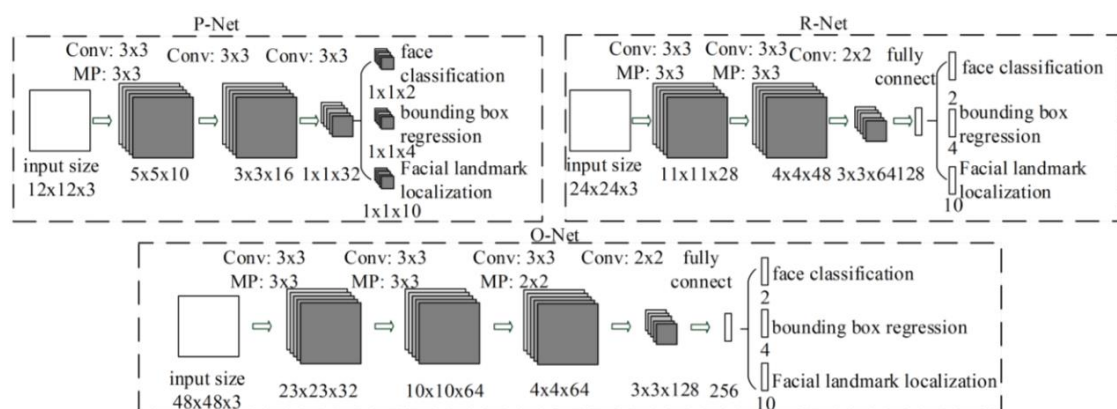 P-Net
Conv: 3x3
MP: 3x3
Conv: 3x3
Conv: 3x3
input size
12x12x3
5x5x10
3x3x16
1x1x32
face
classification
1x1x2
bounding box
regression
1x1x4
Facial landmark
localization
1x1x10
R-Net
Conv: 3x3
MP: 3x3
Conv: 3x3
MP: 3x3
Conv: 2x2
fully
connect
input size
24x24x3
11x11x28
4x4x48
3x3x64
128
face classification
2
bounding box
regression
4
Facial landmark
localization
10
O-Net
Conv: 3x3
MP: 3x3
Conv: 3x3
MP: 3x3
Conv: 3x3
MP: 2x2
Conv: 2x2
fully
connect
input size
48x48x3
23x23x32
10x10x64
4x4x64
3x3x128
256
face classification
2
bounding box regression
4
Facial landmark localization
10